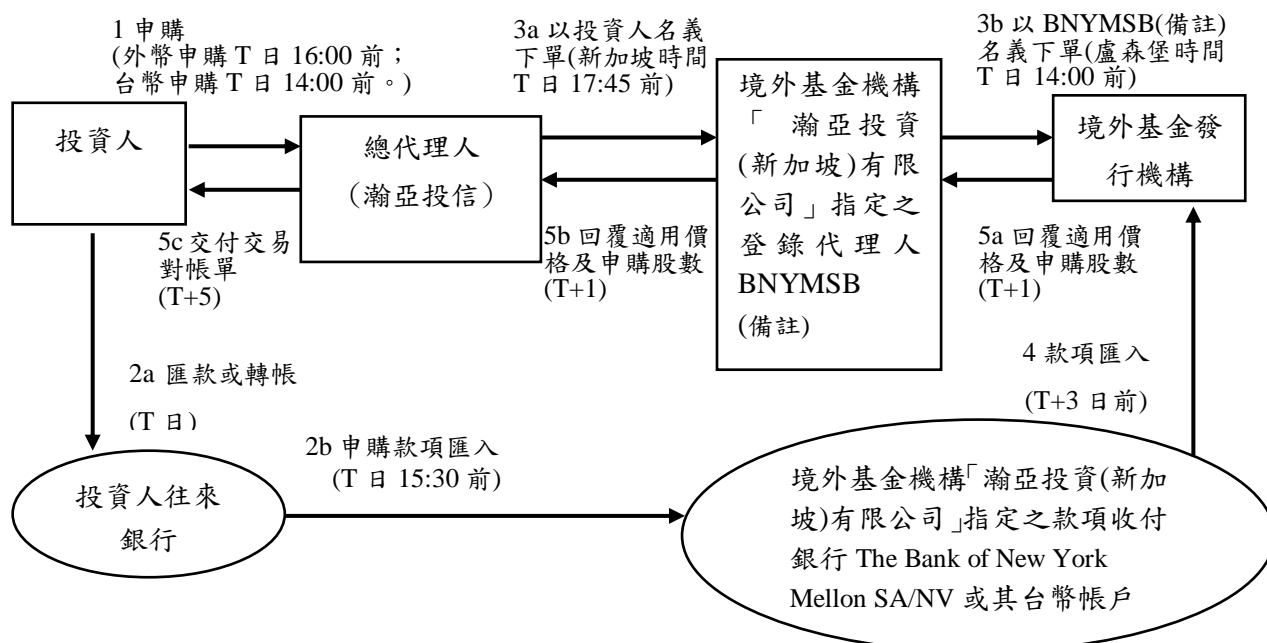 1 申購
(外幣申購 T 日 16:00 前；
台幣申購 T 日 14:00 前。)
3a 以投資人名義
下單(新加坡時間
T 日 17:45 前)
3b 以 BNYMSB(備註)
名義下單(盧森堡時間
T 日 14:00 前)
投資人
總代理人
（瀚亞投信）
境外基金機構
「 瀚亞投資
(新加坡)有限
公司」指定之
登錄代理人
BNYMSB
(備註)
境外基金發
行機構
5c 交付交易
對帳單
(T+5)
5b 回覆適用價
格及申購股數
(T+1)
5a 回覆適用價
格及申購股數
(T+1)
2a 匯款或轉帳
(T 日)
4 款項匯入
(T+3 日前)
2b 申購款項匯入
(T 日 15:30 前)
投資人往來
銀行
境外基金機構「瀚亞投資(新加
坡)有限公司」指定之款項收付
銀行 The Bank of New York
Mellon SA/NV 或其台幣帳戶